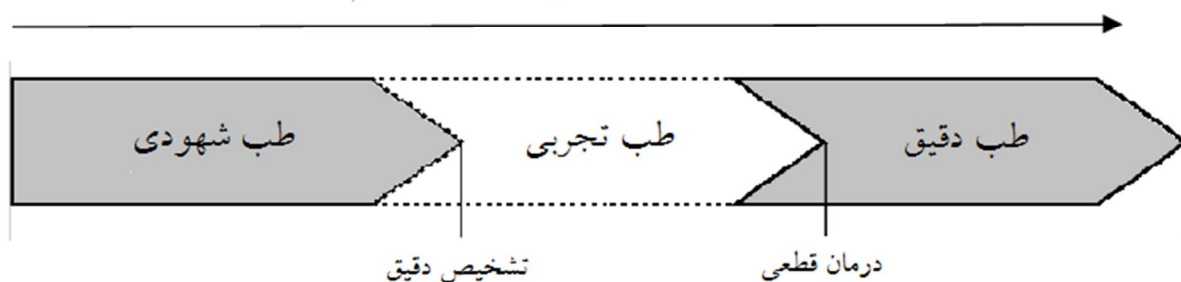 طب شهودی
طب تجربی
طب دقیق
تشخیص دقیق
درمان قطعی